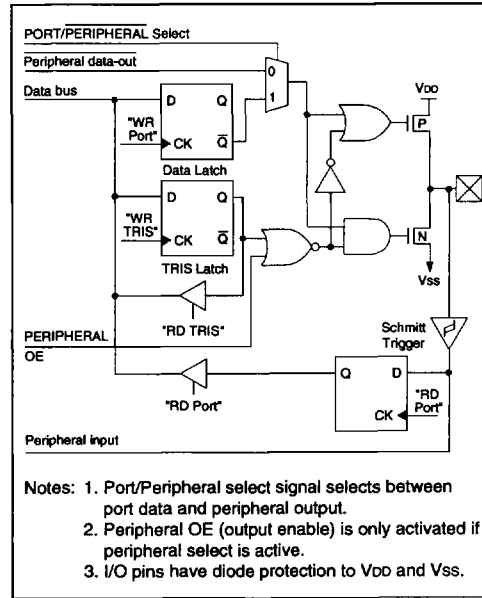 PORT/PERIPHERAL Select
Peripheral data-out
Data bus
0
1
D Q
"WR
Port"
CK Q
Data Latch
D Q
"WR
TRIS"
CK Q
TRIS Latch
"RD TRIS"
PERIPHERAL
OE
VDD
P
N
VSS
Schmitt
Trigger
Q D
"RD
Port"
CK
"RD Port"
Peripheral input
Notes: 1. Port/Peripheral select signal selects between
port data and peripheral output.
2. Peripheral OE (output enable) is only activated if
peripheral select is active.
3. I/O pins have diode protection to VDD and VSS.